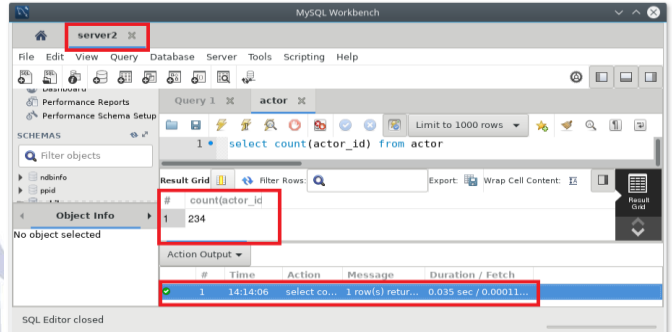 MySQL Workbench
server2
File Edit View Query Database Server Tools Scripting Help
Dashboard
Performance Reports
Performance Schema Setup
Query 1
actor
Limit to 1000 rows
SCHEMAS
Filter objects
1 select count(actor_id) from actor
ndbinfo
ppid
Result Grid Filter Rows: Export: Wrap Cell Content:
# count(actor_id
1 234
Result Grid
Object Info
No object selected
Action Output
# Time Action Message Duration / Fetch
1 14:14:06 select co... 1 row(s) retur... 0.035 sec / 0.00011...
SQL Editor closed